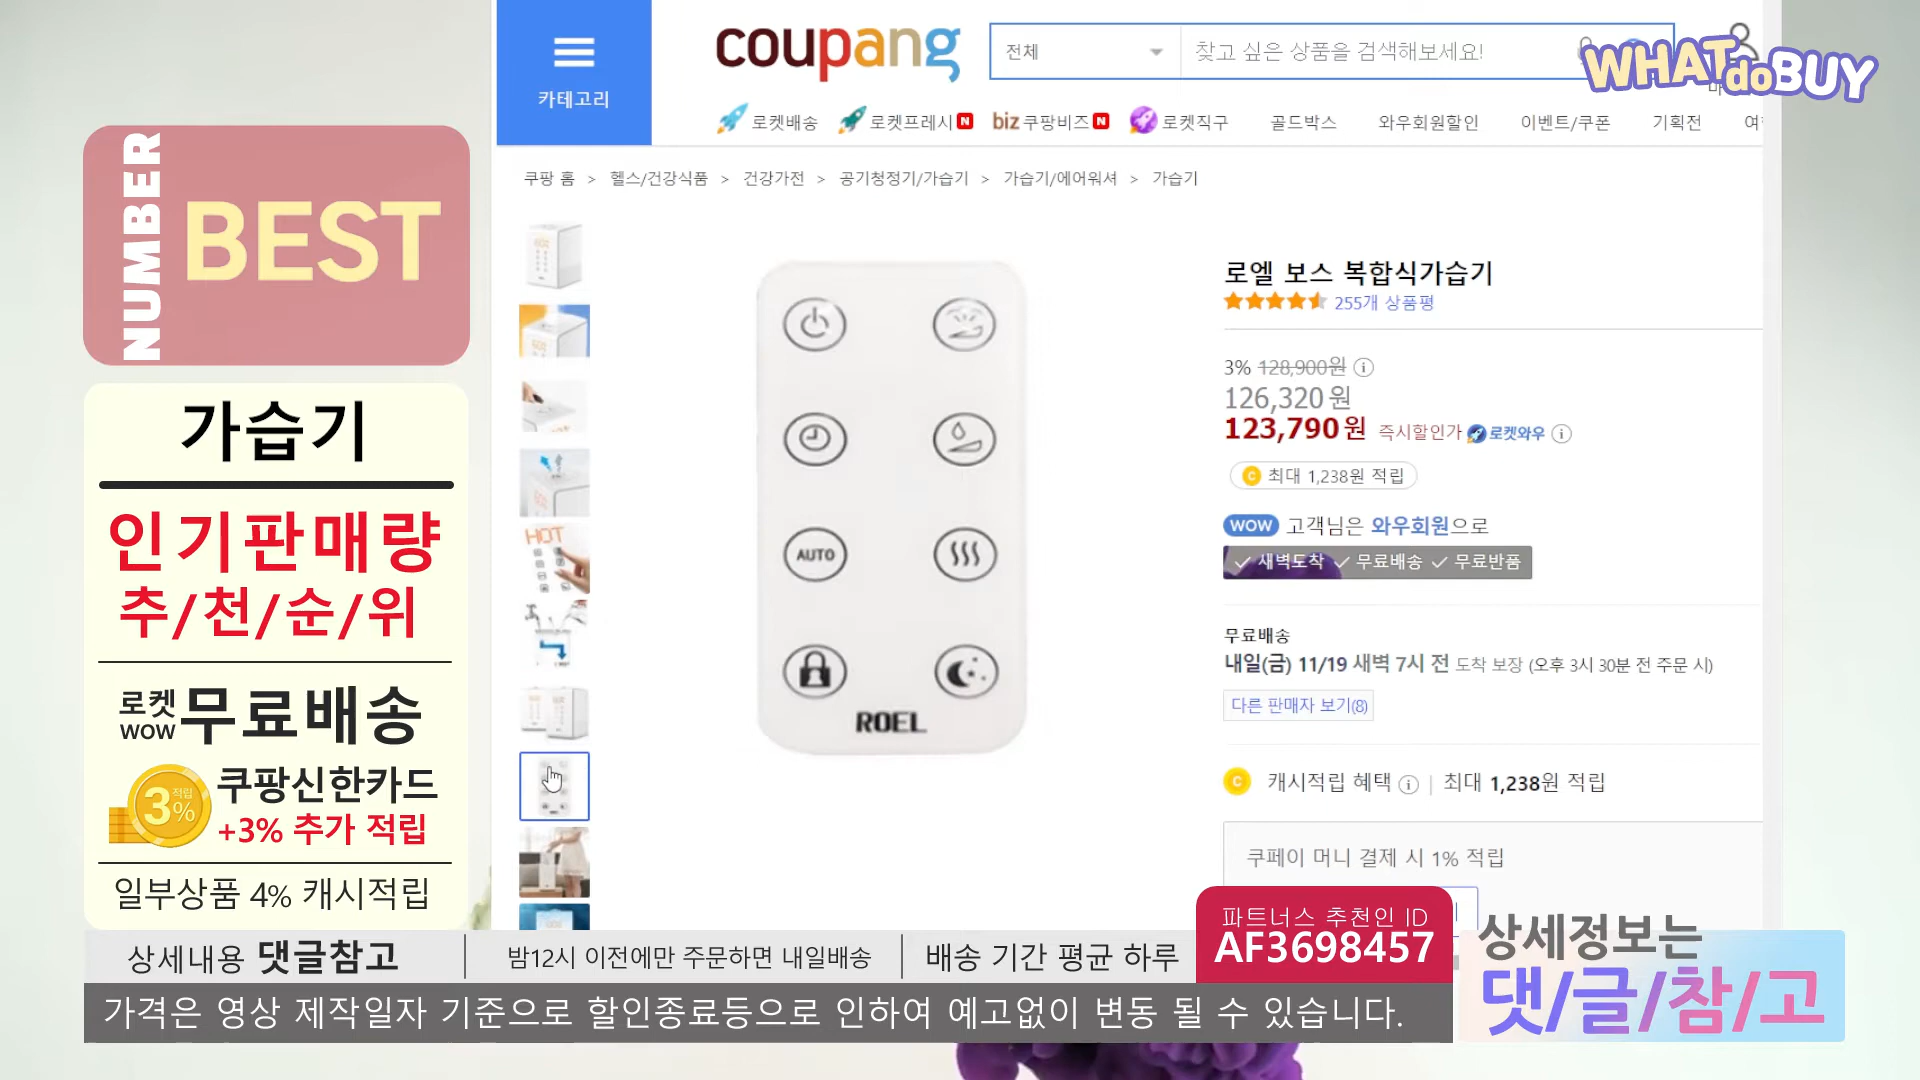 NUMBER
BEST
가습기
인기판매량
추/천/순/위
로켓
WOW
무료배송
3%
적립
쿠팡신한카드
+3% 추가 적립
일부상품 4% 캐시적립
카테고리
coupang
전체
찾고 싶은 상품을 검색해보세요!
WHAT do BUY
로켓배송
로켓프레시 N
biz 쿠팡비즈 N
로켓직구
골드박스
와우회원할인
이벤트/쿠폰
기획전
쿠팡 홈 > 헬스/건강식품 > 건강가전 > 공기청정기/가습기 > 가습기/에어워셔 > 가습기
HOT
AUTO
ROEL
로엘 보스 복합식가습기
255개 상품평
3% 128,900원
126,320원
123,790원 즉시할인가 로켓와우
최대 1,238원 적립
WOW 고객님은 와우회원으로
새벽도착 무료배송 무료반품
무료배송
내일(금) 11/19 새벽 7시 전 도착 보장 (오후 3시 30분 전 주문 시)
다른 판매자 보기(8)
캐시적립 혜택 | 최대 1,238원 적립
쿠페이 머니 결제 시 1% 적립
파트너스 추천인 ID
AF3698457
상세정보는
댓/글/참/고
상세내용 댓글참고
밤12시 이전에만 주문하면 내일배송
배송 기간 평균 하루
가격은 영상 제작일자 기준으로 할인종료등으로 인하여 예고없이 변동 될 수 있습니다.